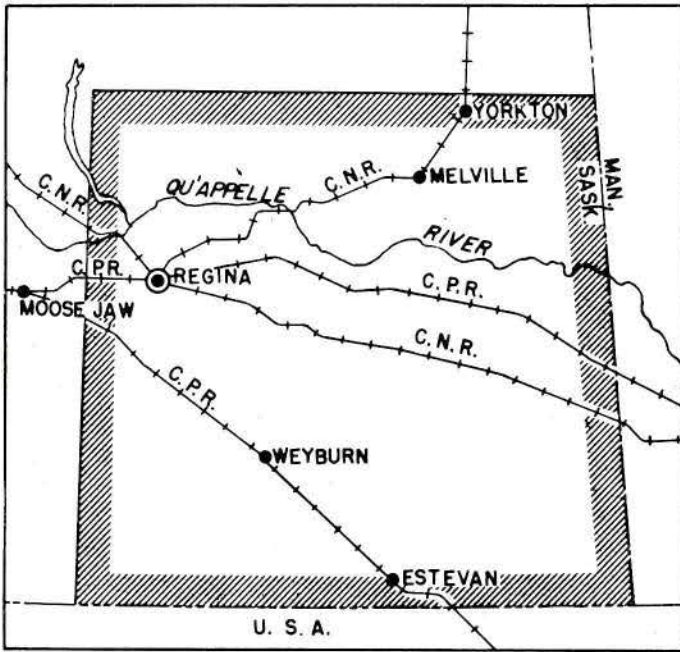 YORKTON
MAN.
SASK.
C.N.R.
MELVILLE
C.N.R.
QU'APPELLE
RIVER
C.P.R.
REGINA
MOOSE JAW
C.P.R.
C.N.R.
C.P.R.
WEYBURN
ESTEVAN
U.S.A.